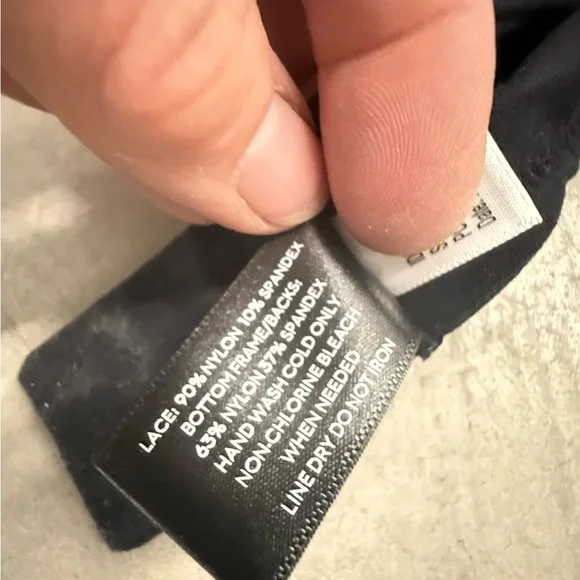 LACE: 90% NYLON 10% SPANDEX
BOTTOM FRAME/BACKS:
63% NYLON 37% SPANDEX
HAND WASH COLD ONLY
NON-CHLORINE BLEACH
WHEN NEEDED
LINE DRY DO NOT IRON